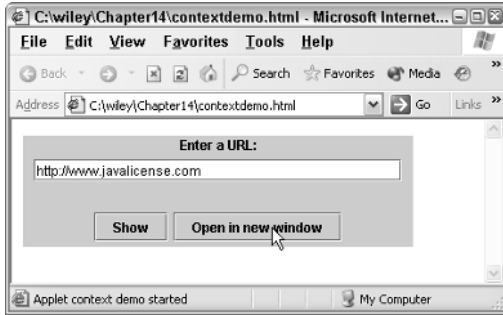 C:\wiley\Chapter14\contextdemo.html - Microsoft Internet...
File Edit View Favorites Tools Help
Back Search Favorites Media »
Address C:\wiley\Chapter14\contextdemo.html Go Links »
Enter a URL:
http://www.javalicense.com
Show Open in new window
Applet context demo started My Computer